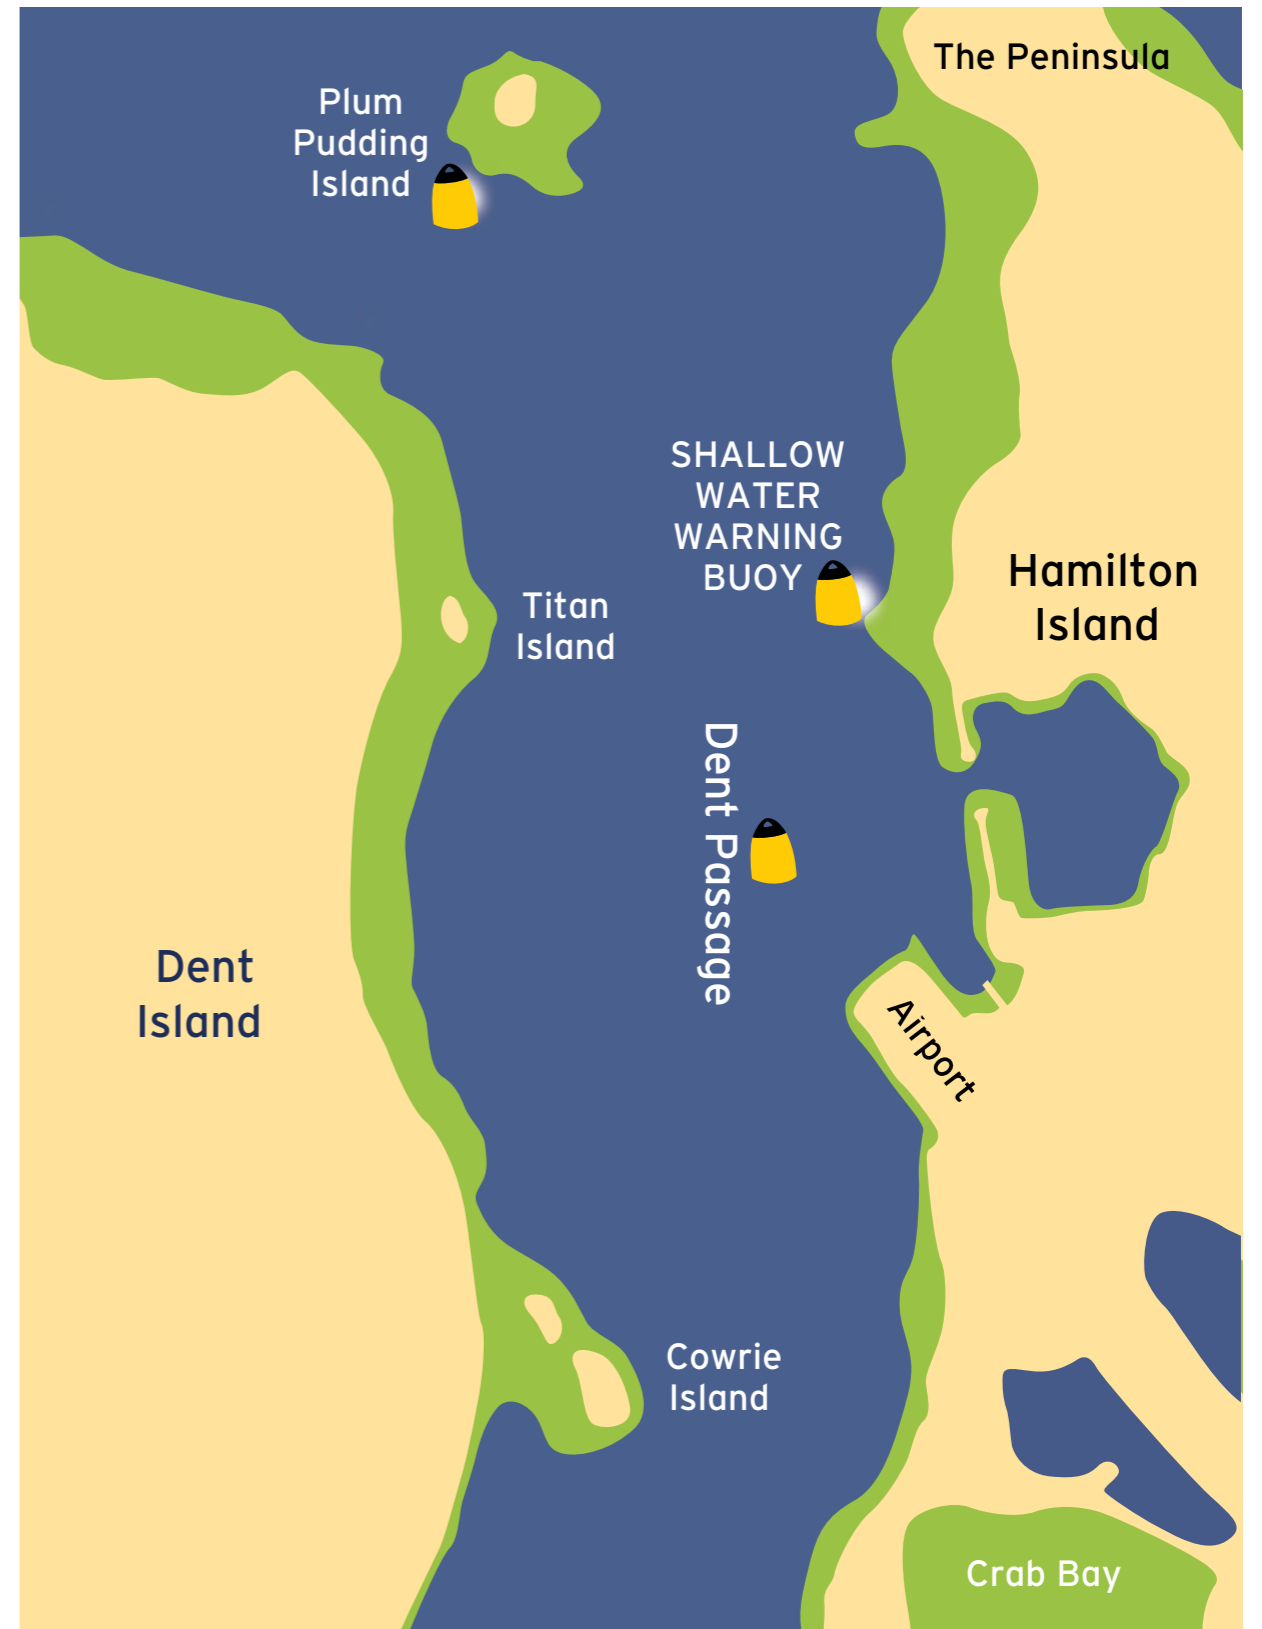 The Peninsula
Plum
Pudding
Island
SHALLOW
WATER
WARNING
BUOY
Hamilton
Island
Titan
Island
Dent Passage
Dent
Island
Airport
Cowrie
Island
Crab Bay